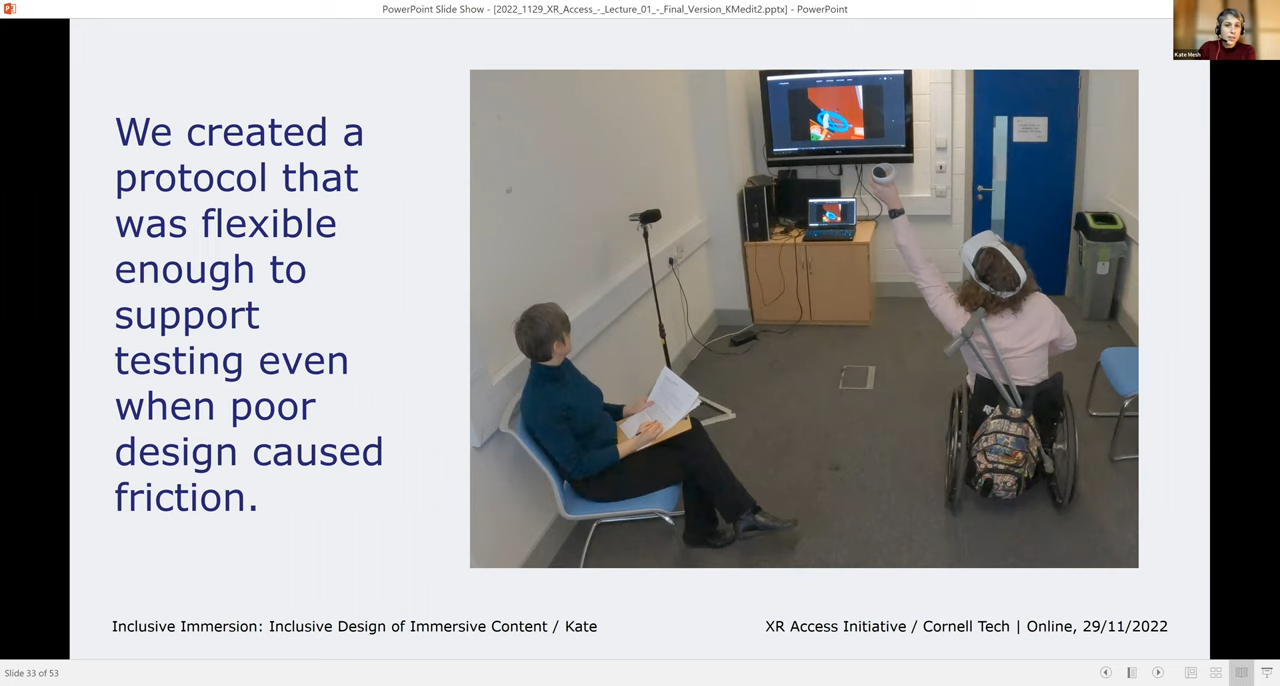 PowerPoint Slide Show - [2022_1129_XR_Access_-_Lecture_01_-_Final_Version_KMedit2.pptx] - PowerPoint
Kate Mesh
We created a
protocol that
was flexible
enough to
support
testing even
when poor
design caused
friction.
Inclusive Immersion: Inclusive Design of Immersive Content / Kate
XR Access Initiative / Cornell Tech | Online, 29/11/2022
Slide 33 of 53